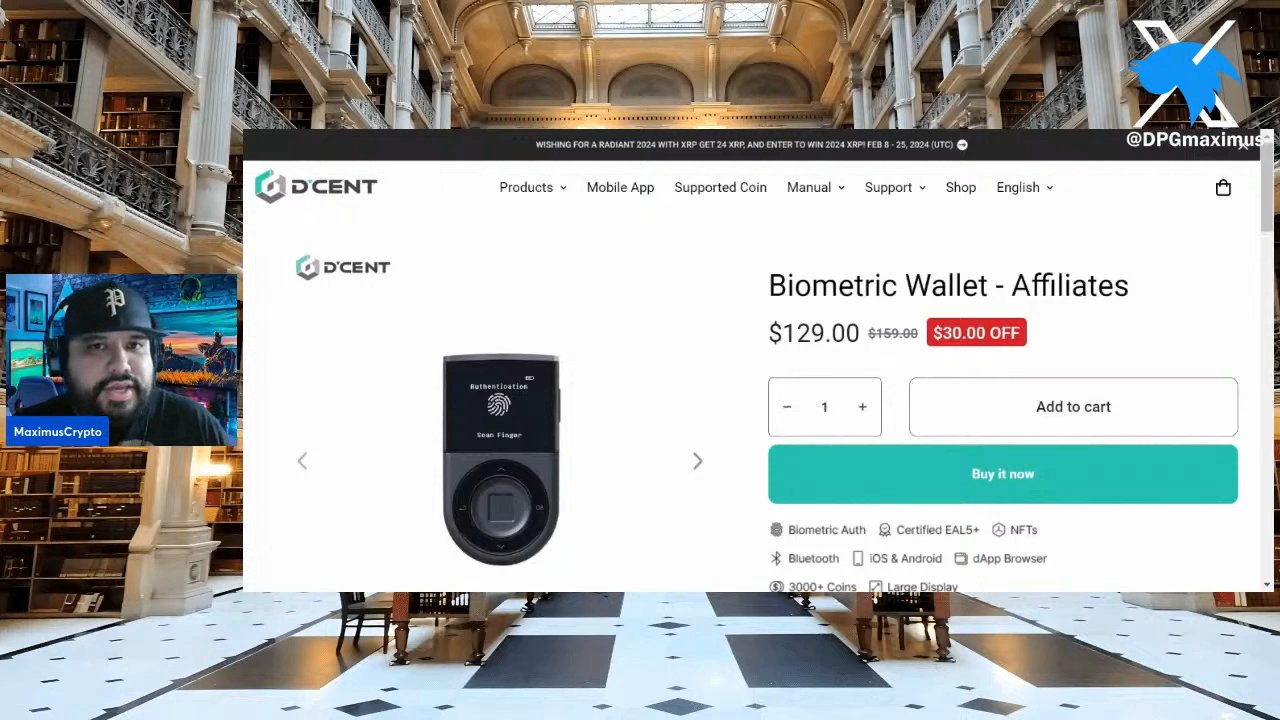 @DPGmaximus
WISHING FOR A RADIANT 2024 WITH XRP GET 24 XRP, AND ENTER TO WIN 2024 XRP! FEB 8 - 25, 2024 (UTC)
D'CENT
Products
Mobile App
Supported Coin
Manual
Support
Shop
English
D'CENT
Biometric Wallet - Affiliates
$129.00 $159.00 $30.00 OFF
− 1 +
Add to cart
Buy it now
Biometric Auth Certified EAL5+ NFTs
Bluetooth iOS & Android dApp Browser
3000+ Coins Large Display
Authentication
Scan Finger
P
MaximusCrypto